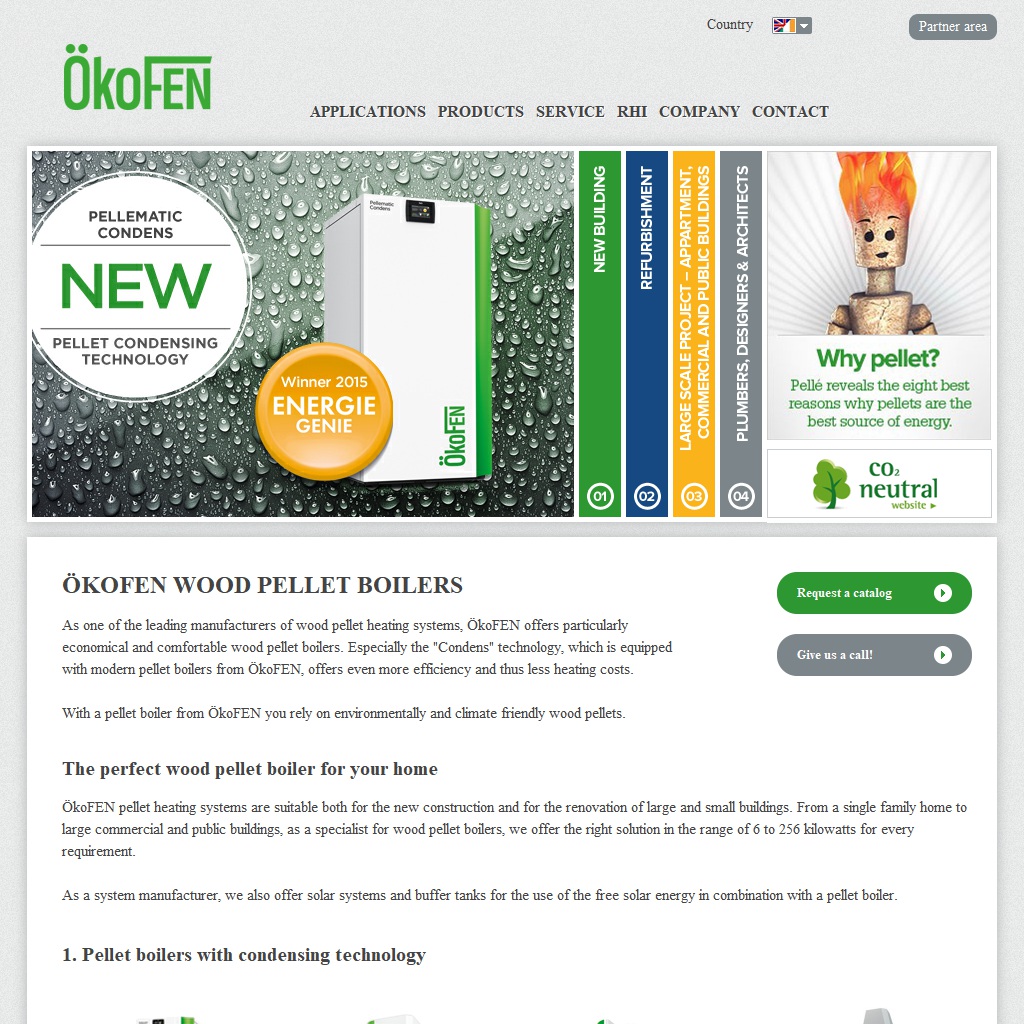 Country
Partner area
ÖkoFEN
APPLICATIONS PRODUCTS SERVICE RHI COMPANY CONTACT
PELLEMATIC
CONDENS
NEW
PELLET CONDENSING
TECHNOLOGY
Winner 2015
ENERGIE
GENIE
Pellematic
Condens
ÖkoFEN
NEW BUILDING
01
REFURBISHMENT
02
LARGE SCALE PROJECT – APPARTMENT,
COMMERCIAL AND PUBLIC BUILDINGS
03
PLUMBERS, DESIGNERS & ARCHITECTS
04
Why pellet?
Pellé reveals the eight best
reasons why pellets are the
best source of energy.
CO2
neutral
website
ÖKOFEN WOOD PELLET BOILERS
As one of the leading manufacturers of wood pellet heating systems, ÖkoFEN offers particularly
economical and comfortable wood pellet boilers. Especially the "Condens" technology, which is equipped
with modern pellet boilers from ÖkoFEN, offers even more efficiency and thus less heating costs.
With a pellet boiler from ÖkoFEN you rely on environmentally and climate friendly wood pellets.
Request a catalog
Give us a call!
The perfect wood pellet boiler for your home
ÖkoFEN pellet heating systems are suitable both for the new construction and for the renovation of large and small buildings. From a single family home to
large commercial and public buildings, as a specialist for wood pellet boilers, we offer the right solution in the range of 6 to 256 kilowatts for every
requirement.
As a system manufacturer, we also offer solar systems and buffer tanks for the use of the free solar energy in combination with a pellet boiler.
1. Pellet boilers with condensing technology